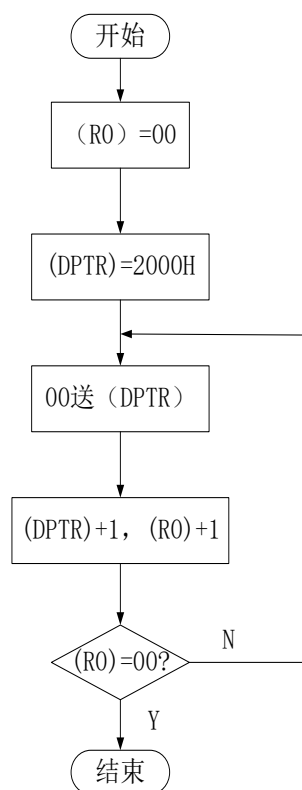 开始
（R0）=00
(DPTR)=2000H
00送（DPTR）
(DPTR)+1, (R0)+1
(R0)=00?
N
Y
结束